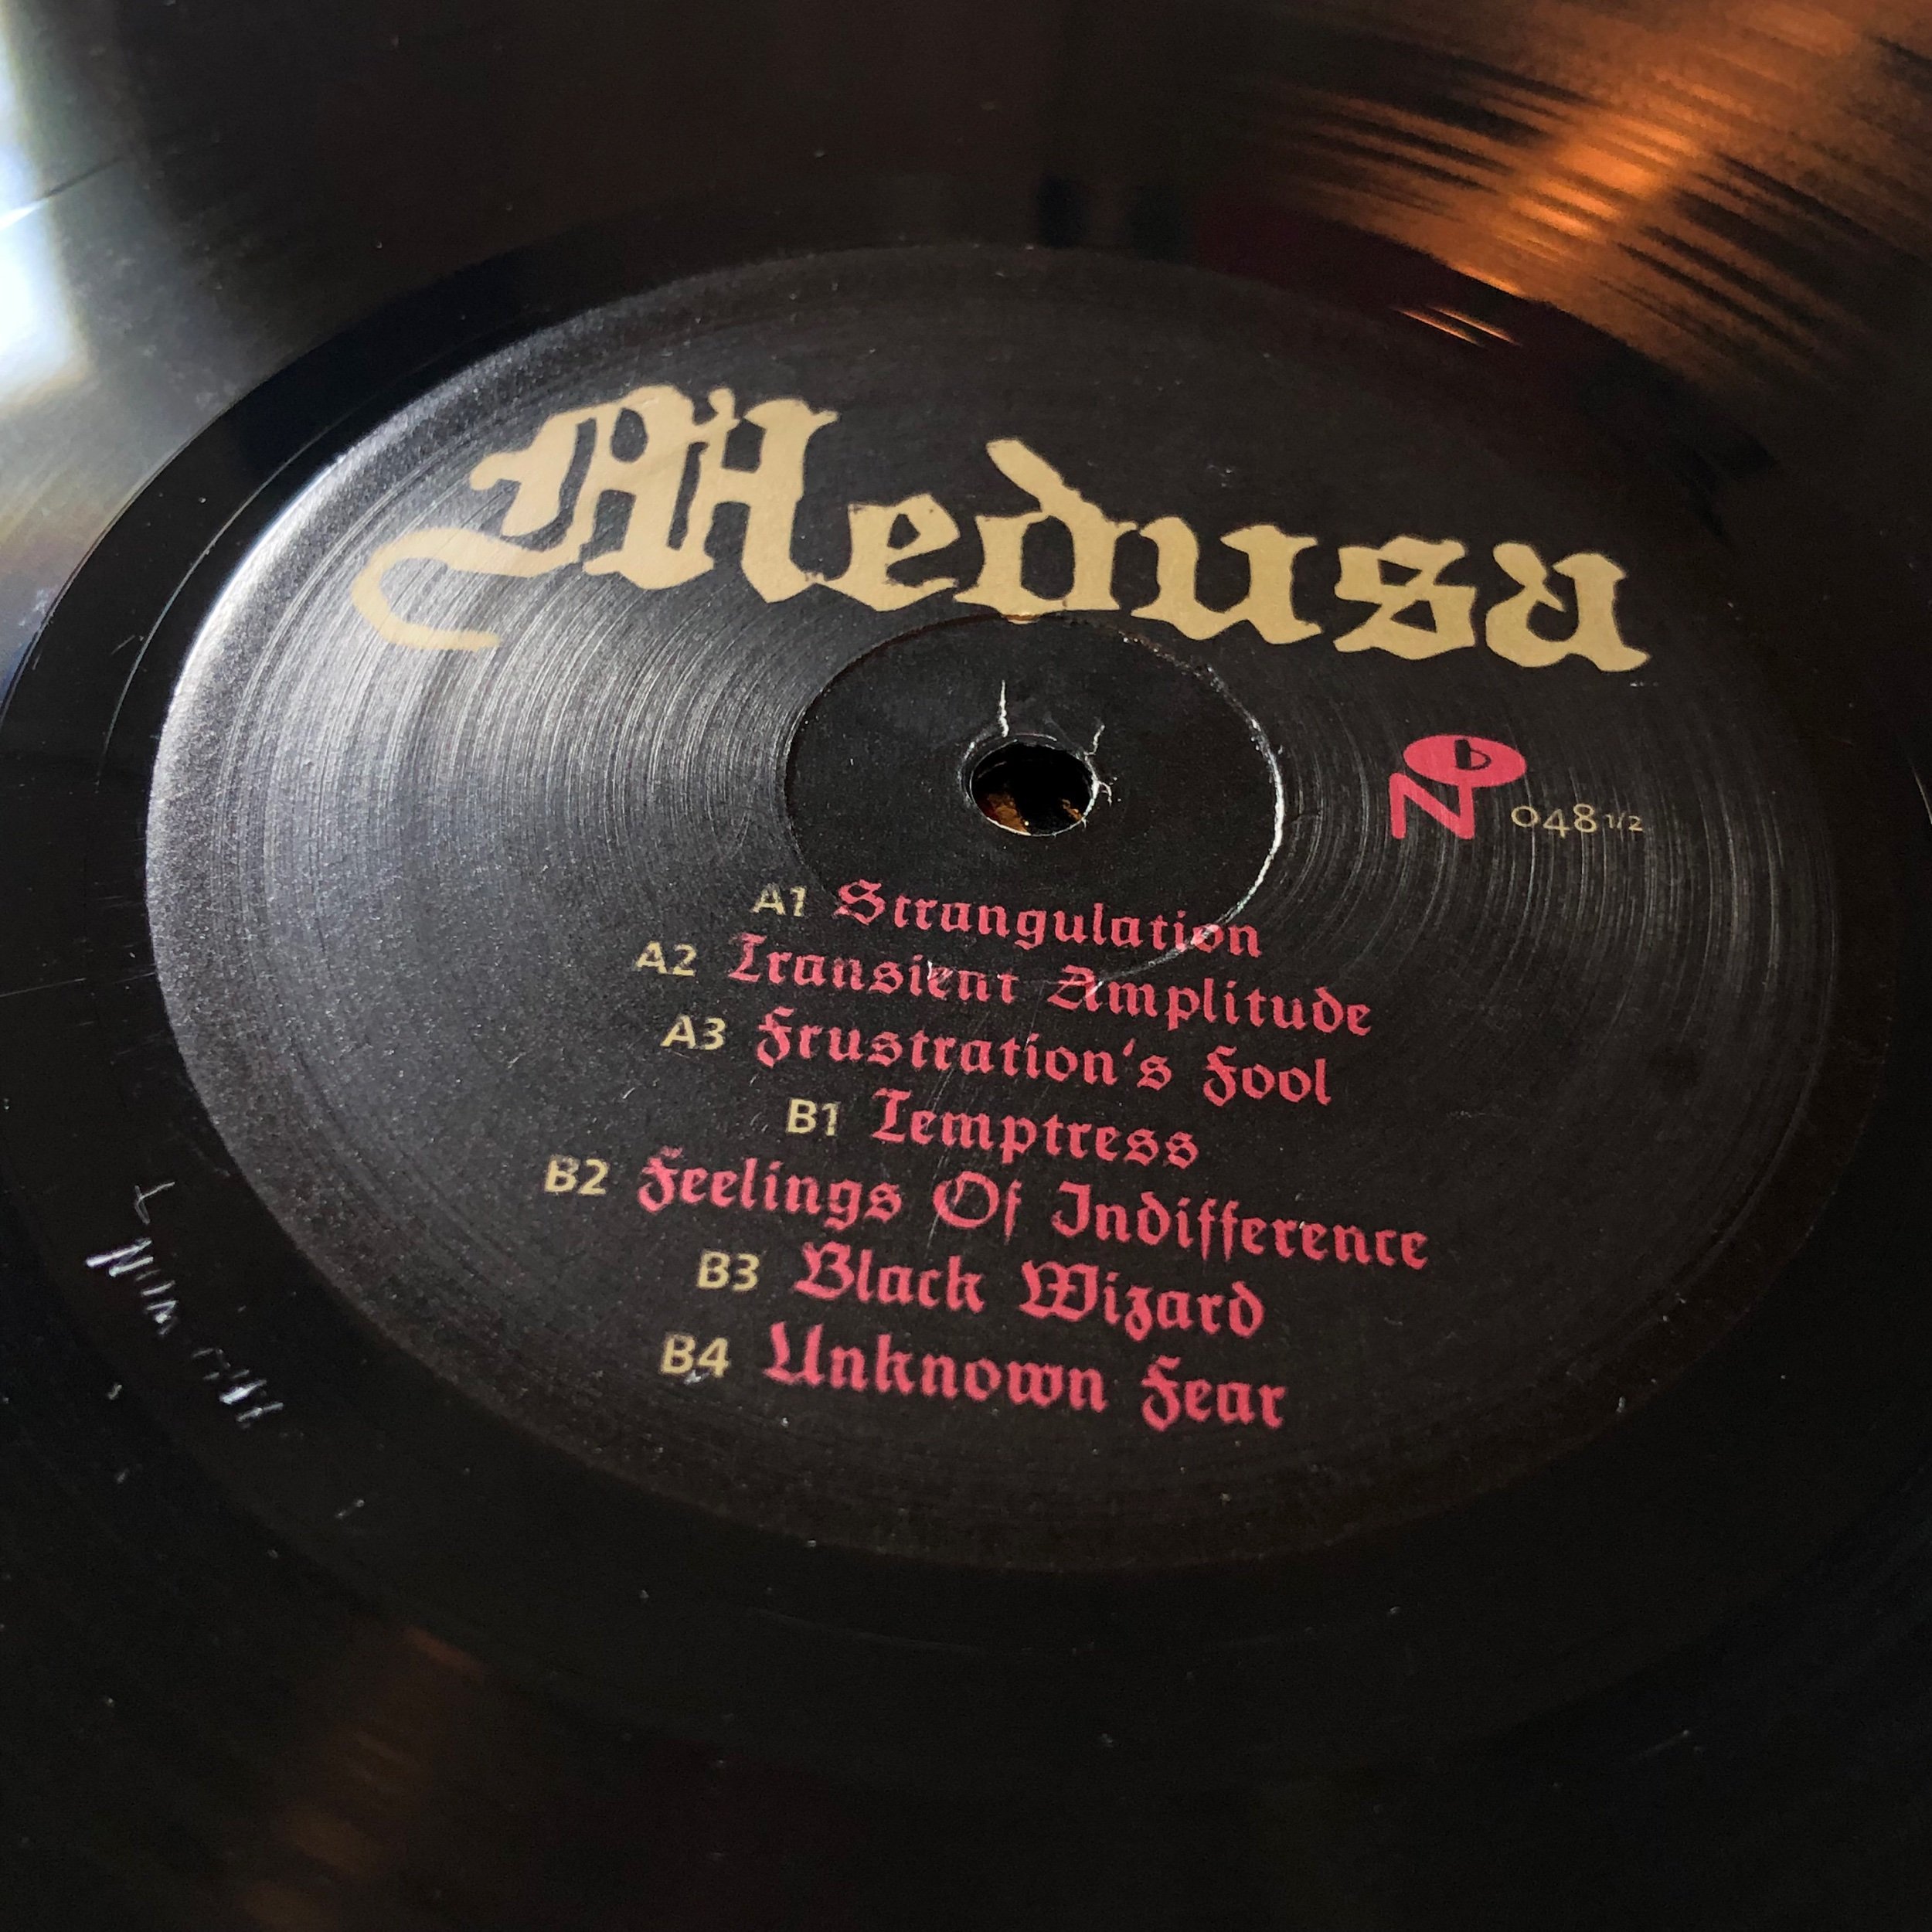 Medusa
N b 048 1/2
A1 Strangulation
A2 Transient Amplitude
A3 Frustration's Fool
B1 Temptress
B2 Feelings Of Indifference
B3 Black Wizard
B4 Unknown Fear